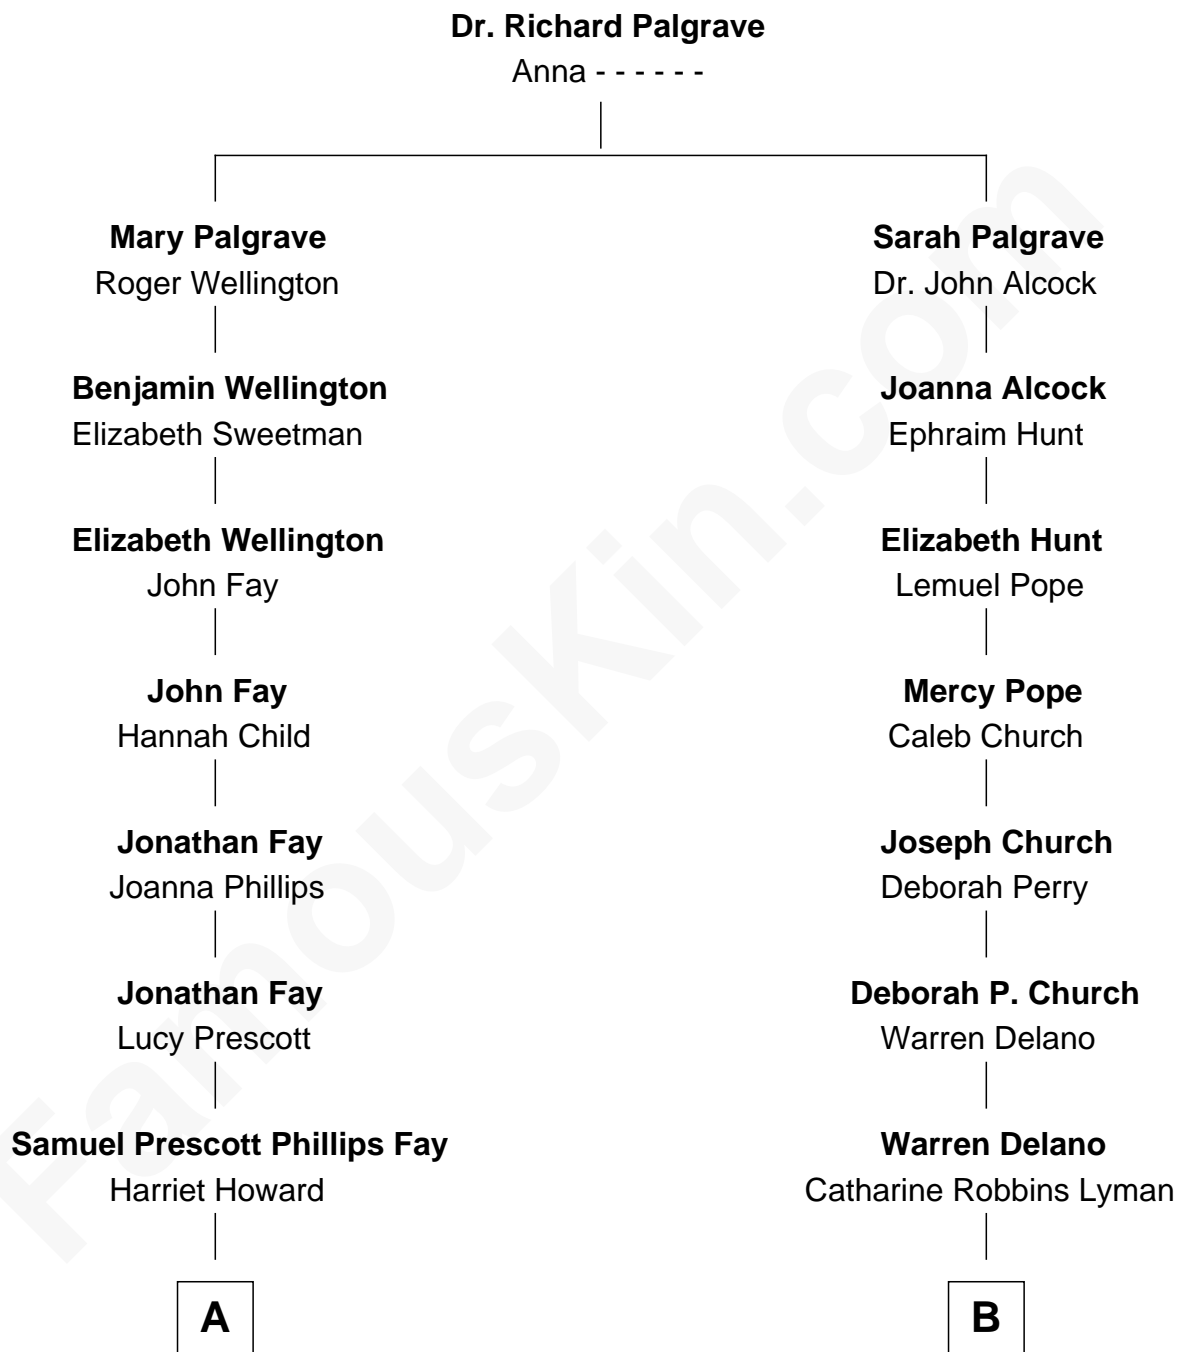 Dr. Richard Palgrave
Anna - - - - - -
Mary Palgrave
Roger Wellington
Sarah Palgrave
Dr. John Alcock
Benjamin Wellington
Elizabeth Sweetman
Joanna Alcock
Ephraim Hunt
Elizabeth Wellington
John Fay
Elizabeth Hunt
Lemuel Pope
John Fay
Hannah Child
Mercy Pope
Caleb Church
Jonathan Fay
Joanna Phillips
Joseph Church
Deborah Perry
Jonathan Fay
Lucy Prescott
Deborah P. Church
Warren Delano
Samuel Prescott Phillips Fay
Harriet Howard
Warren Delano
Catharine Robbins Lyman
A
B
FamousKin.com